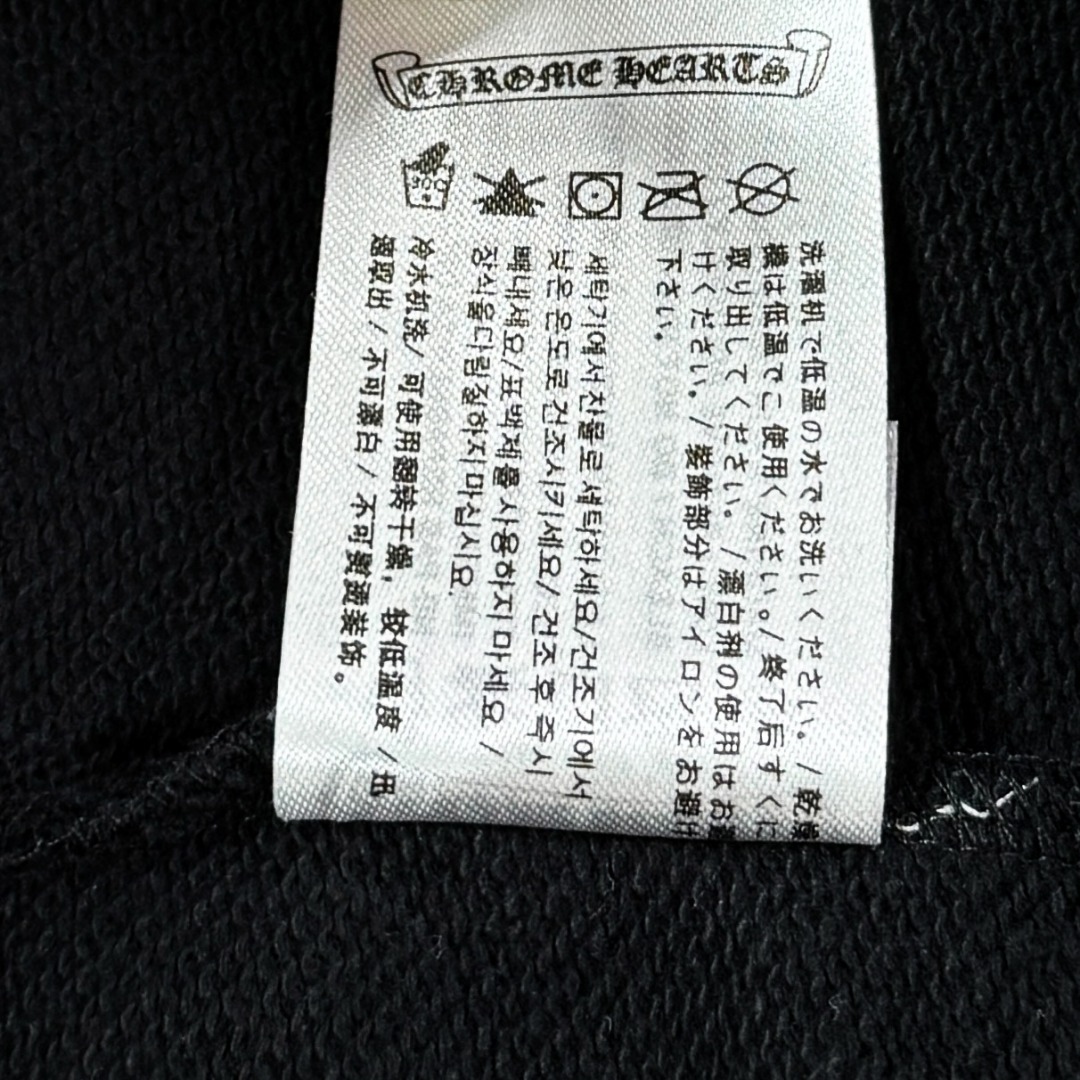 CHROME HEARTS
洗濯机で低温の水でお洗いください。/ 乾燥
機は低温でご使用ください。/終了后すぐに
取り出してください。/漂白剤の使用はお避
けください。/ 装飾部分はアイロンをお避け
下さい。
세탁기에서 찬물로 세탁하세요/건조기에서
낮은 온도로 건조시키세요/ 건조 후 즉시
빼내세요/표백제를 사용하지 마세요 /
장식을 다림질하지 마십시요.
冷水机洗/ 可使用翻转干燥，较低温度 / 迅
速取出 / 不可漂白 / 不可熨烫装饰。